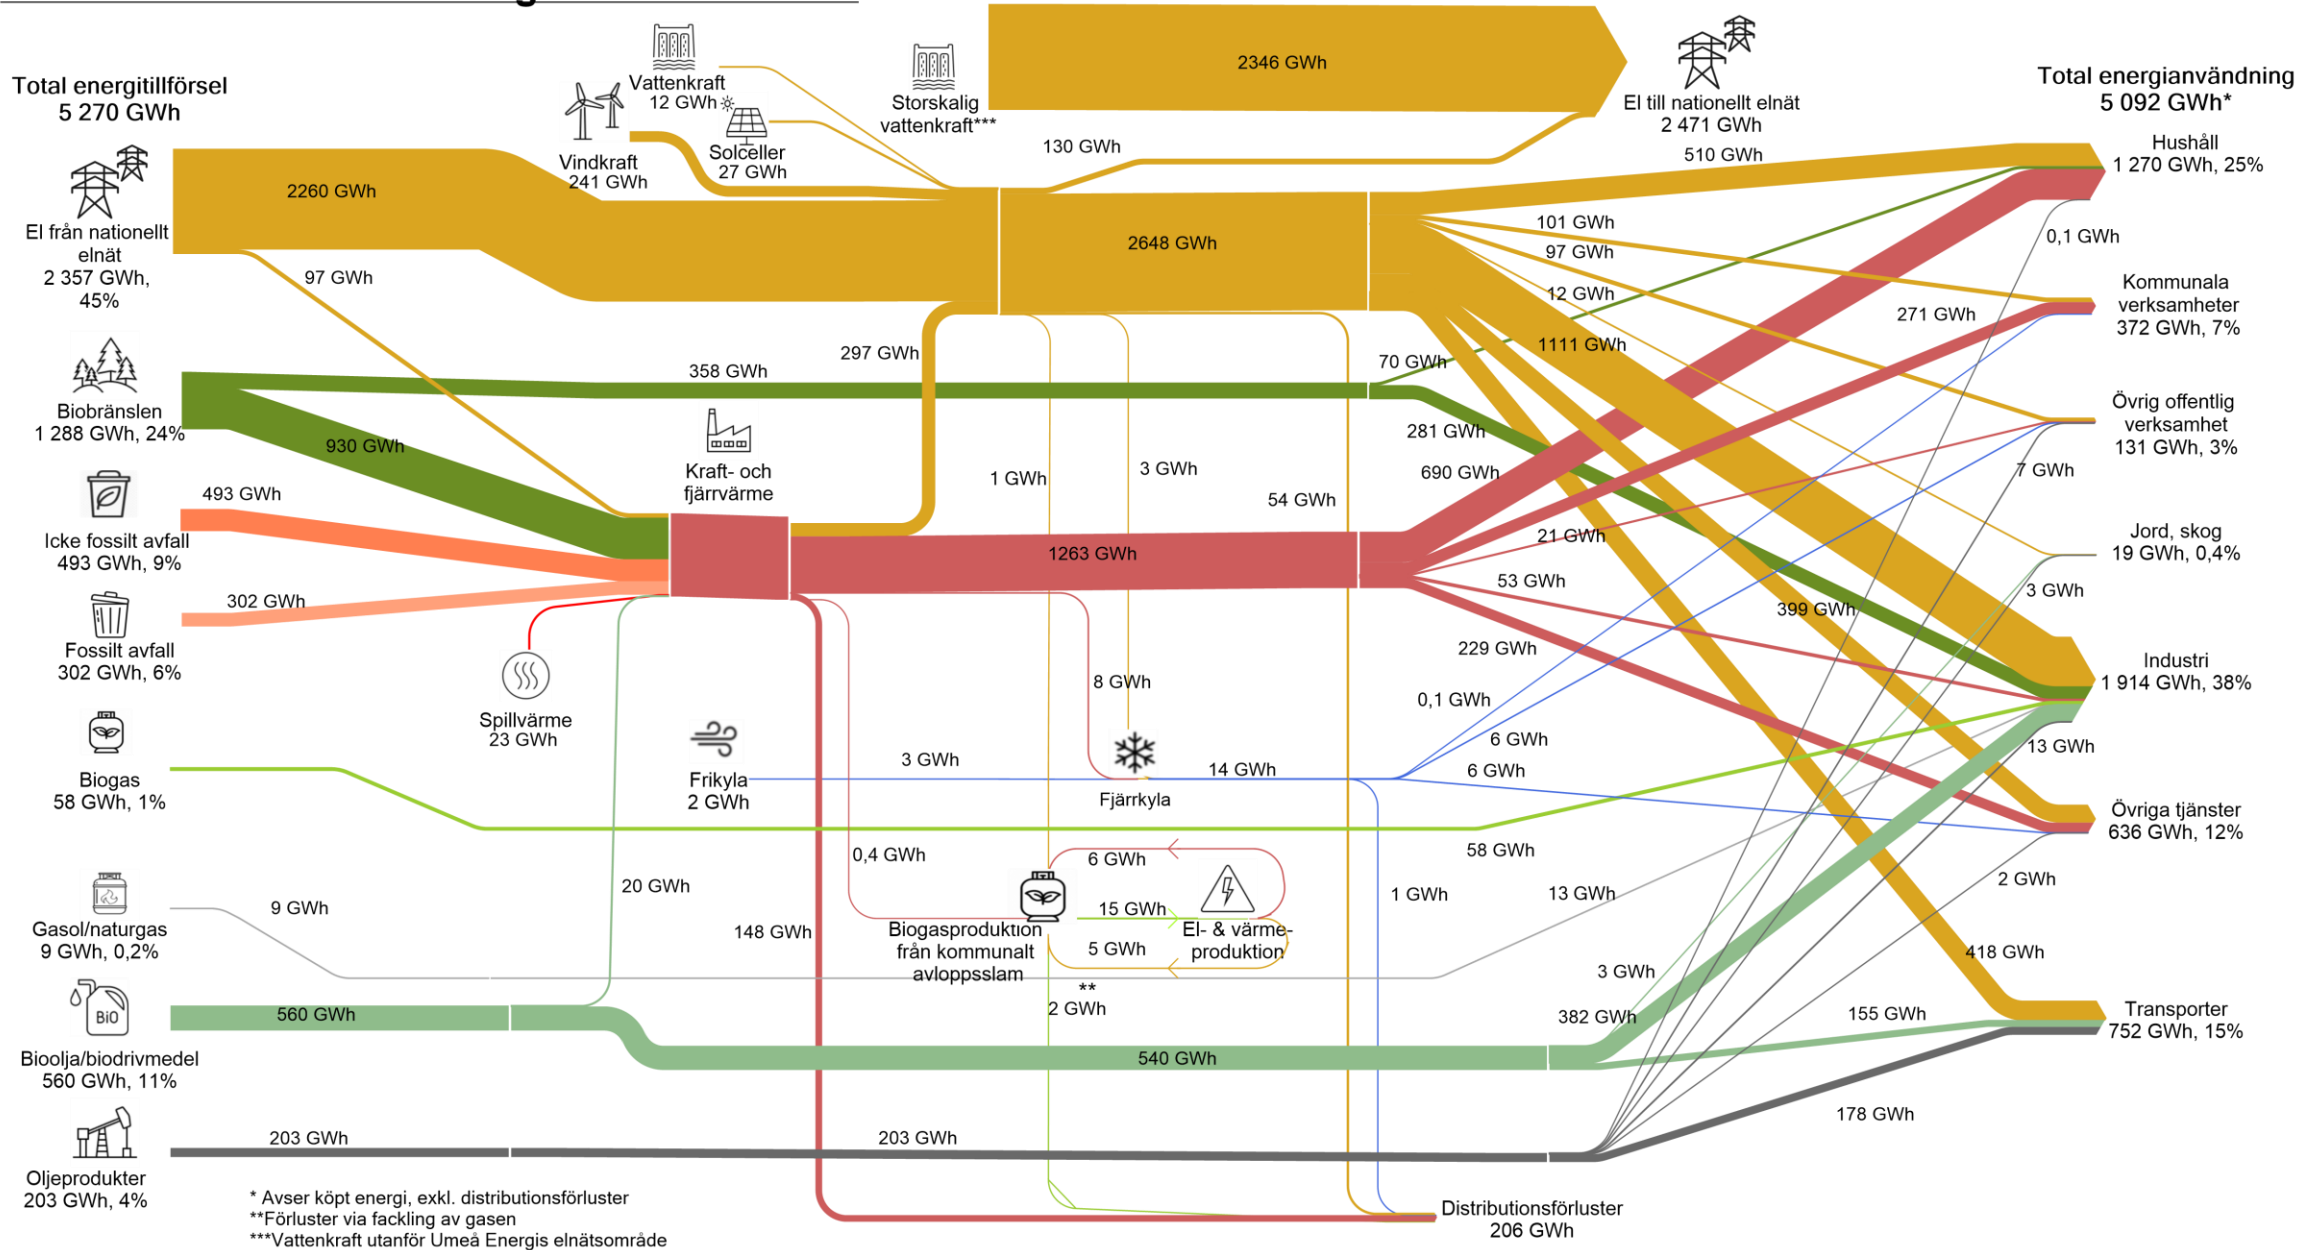 Total energitillförsel
5 270 GWh
El från nationellt
elnät
2 357 GWh,
45%
Biobränslen
1 288 GWh, 24%
Icke fossilt avfall
493 GWh, 9%
Fossilt avfall
302 GWh, 6%
Biogas
58 GWh, 1%
Gasol/naturgas
9 GWh, 0,2%
BiO
Bioolja/biodrivmedel
560 GWh, 11%
Oljeprodukter
203 GWh, 4%
2260 GWh
97 GWh
930 GWh
493 GWh
302 GWh
9 GWh
560 GWh
203 GWh
Vattenkraft
12 GWh
Vindkraft
241 GWh
Solceller
27 GWh
Storskalig
vattenkraft***
2346 GWh
130 GWh
2648 GWh
El till nationellt elnät
2 471 GWh
297 GWh
358 GWh
Kraft- och
fjärrvärme
Spillvärme
23 GWh
20 GWh
Frikyla
2 GWh
3 GWh
1263 GWh
1 GWh
3 GWh
54 GWh
8 GWh
14 GWh
Fjärrkyla
0,4 GWh
148 GWh
6 GWh
15 GWh
5 GWh
Biogasproduktion
från kommunalt
avloppsslam
El- & värme-
produktion
**
2 GWh
540 GWh
203 GWh
1 GWh
Distributionsförluster
206 GWh
510 GWh
101 GWh
97 GWh
12 GWh
1111 GWh
70 GWh
281 GWh
690 GWh
271 GWh
21 GWh
53 GWh
229 GWh
399 GWh
0,1 GWh
6 GWh
6 GWh
58 GWh
13 GWh
3 GWh
382 GWh
155 GWh
178 GWh
418 GWh
0,1 GWh
7 GWh
3 GWh
13 GWh
2 GWh
Total energianvändning
5 092 GWh*
Hushåll
1 270 GWh, 25%
Kommunala
verksamheter
372 GWh, 7%
Övrig offentlig
verksamhet
131 GWh, 3%
Jord, skog
19 GWh, 0,4%
Industri
1 914 GWh, 38%
Övriga tjänster
636 GWh, 12%
Transporter
752 GWh, 15%
* Avser köpt energi, exkl. distributionsförluster
**Förluster via fackling av gasen
***Vattenkraft utanför Umeå Energis elnätsområde